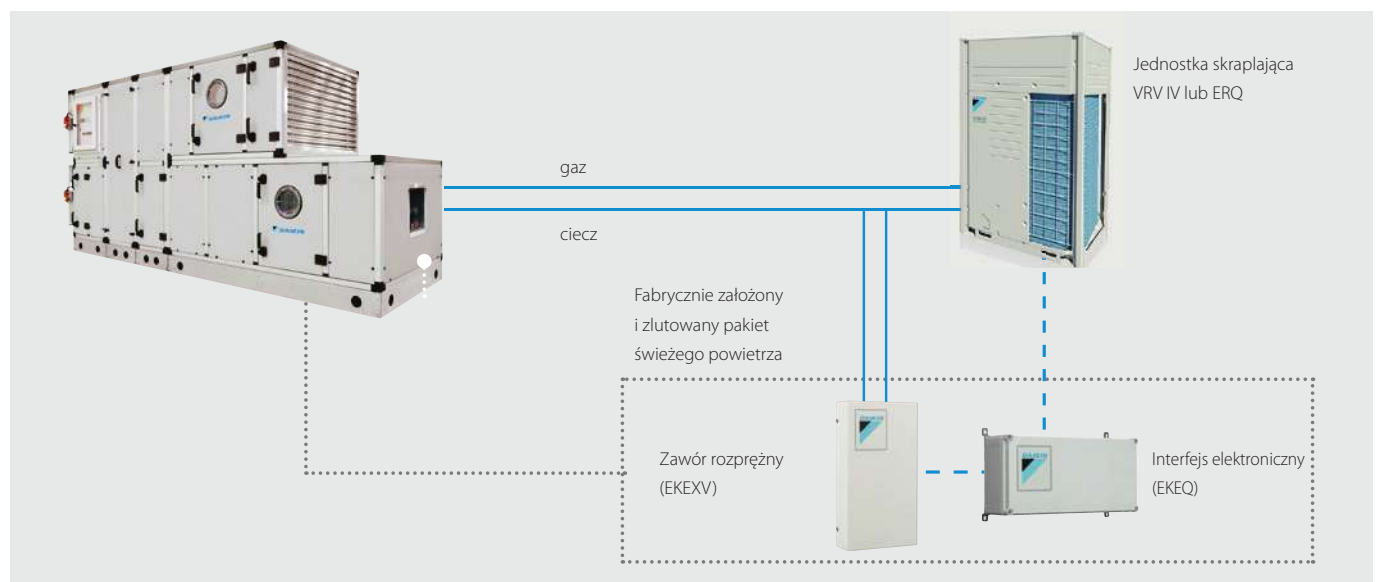 Jednostka skraplająca
VRV IV lub ERQ
gaz
ciecz
Fabrycznie założony
i zlutowany pakiet
świeżego powietrza
Zawór rozprężny
(EKEXV)
DAIKIN
Interfejs elektroniczny
(EKEQ)